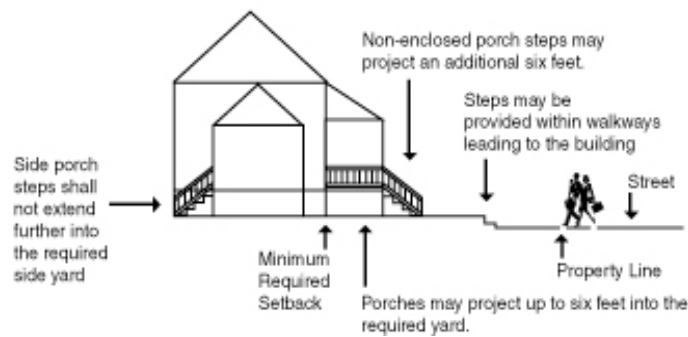 Non-enclosed porch steps may
project an additional six feet.
Steps may be
provided within walkways
leading to the building
Side porch
steps shall
not extend
further into
the required
side yard
Street
Minimum
Required
Setback
Property Line
Porches may project up to six feet into the
required yard.